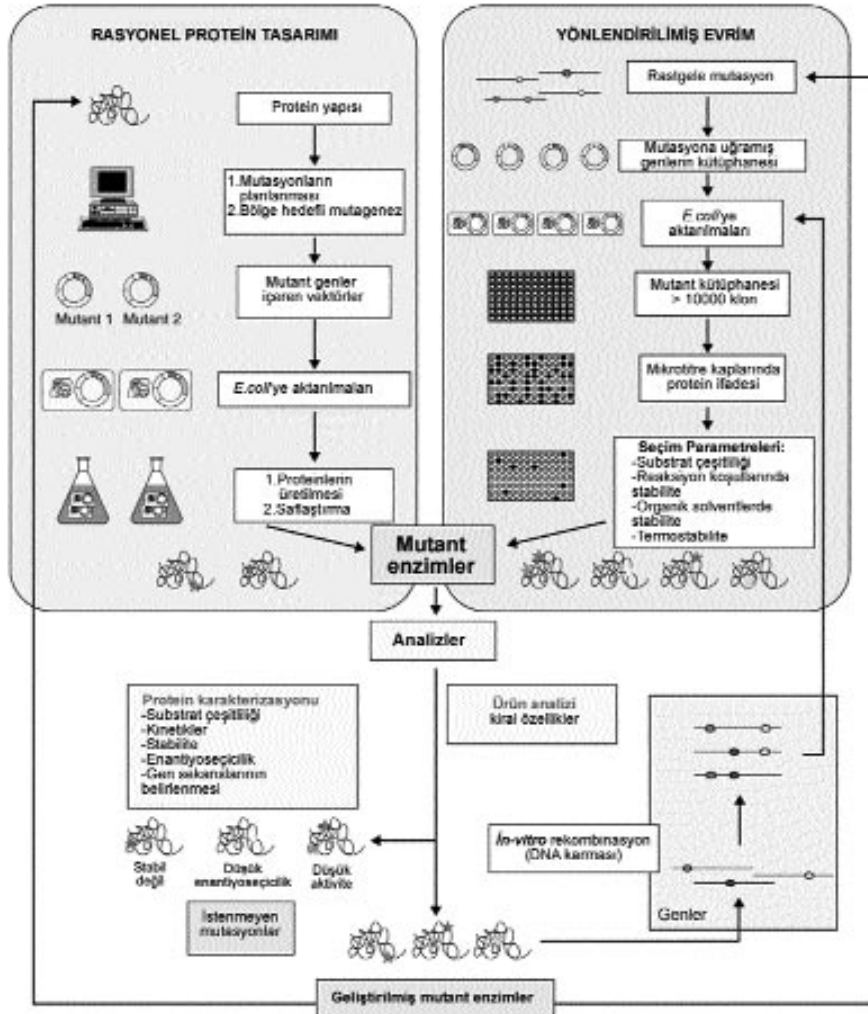 RASYONEL PROTEİN TASARIMI
Protein yapısı
1.Mutasyonların
planlanması
2.Bölge hedefli mutagenez
Mutant genler
içeren vektörler
Mutant 1 Mutant 2
E.coli'ye aktarılmaları
1.Proteinlerin
üretilmesi
2.Saflaştırma
YÖNLENDİRİLİMİŞ EVRİM
Rastgele mutasyon
Mutasyona uğramış
genlerin kütüphanesi
E.coli'ye
aktarılmaları
Mutant kütüphanesi
> 10000 klon
Mikrotitre kaplarında
protein ifadesi
Seçim Parametreleri:
-Substrat çeşitliliği
-Reaksiyon koşullarında
stabilite
-Organik solventlerde
stabilite
-Termostabilite
Mutant
enzimler
Analizler
Protein karakterizasyonu
-Substrat çeşitliliği
-Kinetikler
-Stabilite
-Enantiyoseçicilik
-Gen sekanslarının
belirlenmesi
Ürün analizi
kiral özellikler
Stabil
değil
Düşük
enantiyoseçicilik
Düşük
aktivite
İstenmeyen
mutasyonlar
İn-vitro rekombinasyon
(DNA karması)
Genler
Geliştirilmiş mutant enzimler